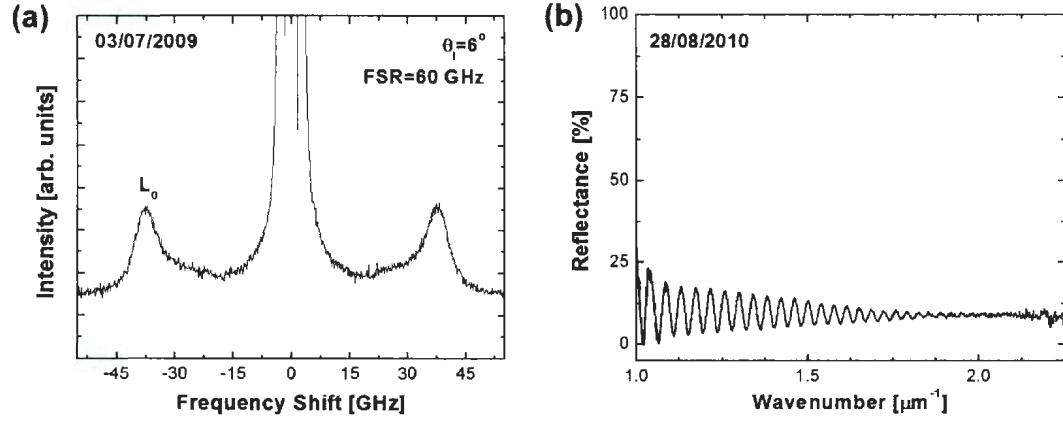 (a)
03/07/2009
θi=6°
FSR=60 GHz
L0
Intensity [arb. units]
-45 -30 -15 0 15 30 45
Frequency Shift [GHz]
(b)
28/08/2010
100
75
50
25
0
Reflectance [%]
1.0 1.5 2.0
Wavenumber [µm-1]